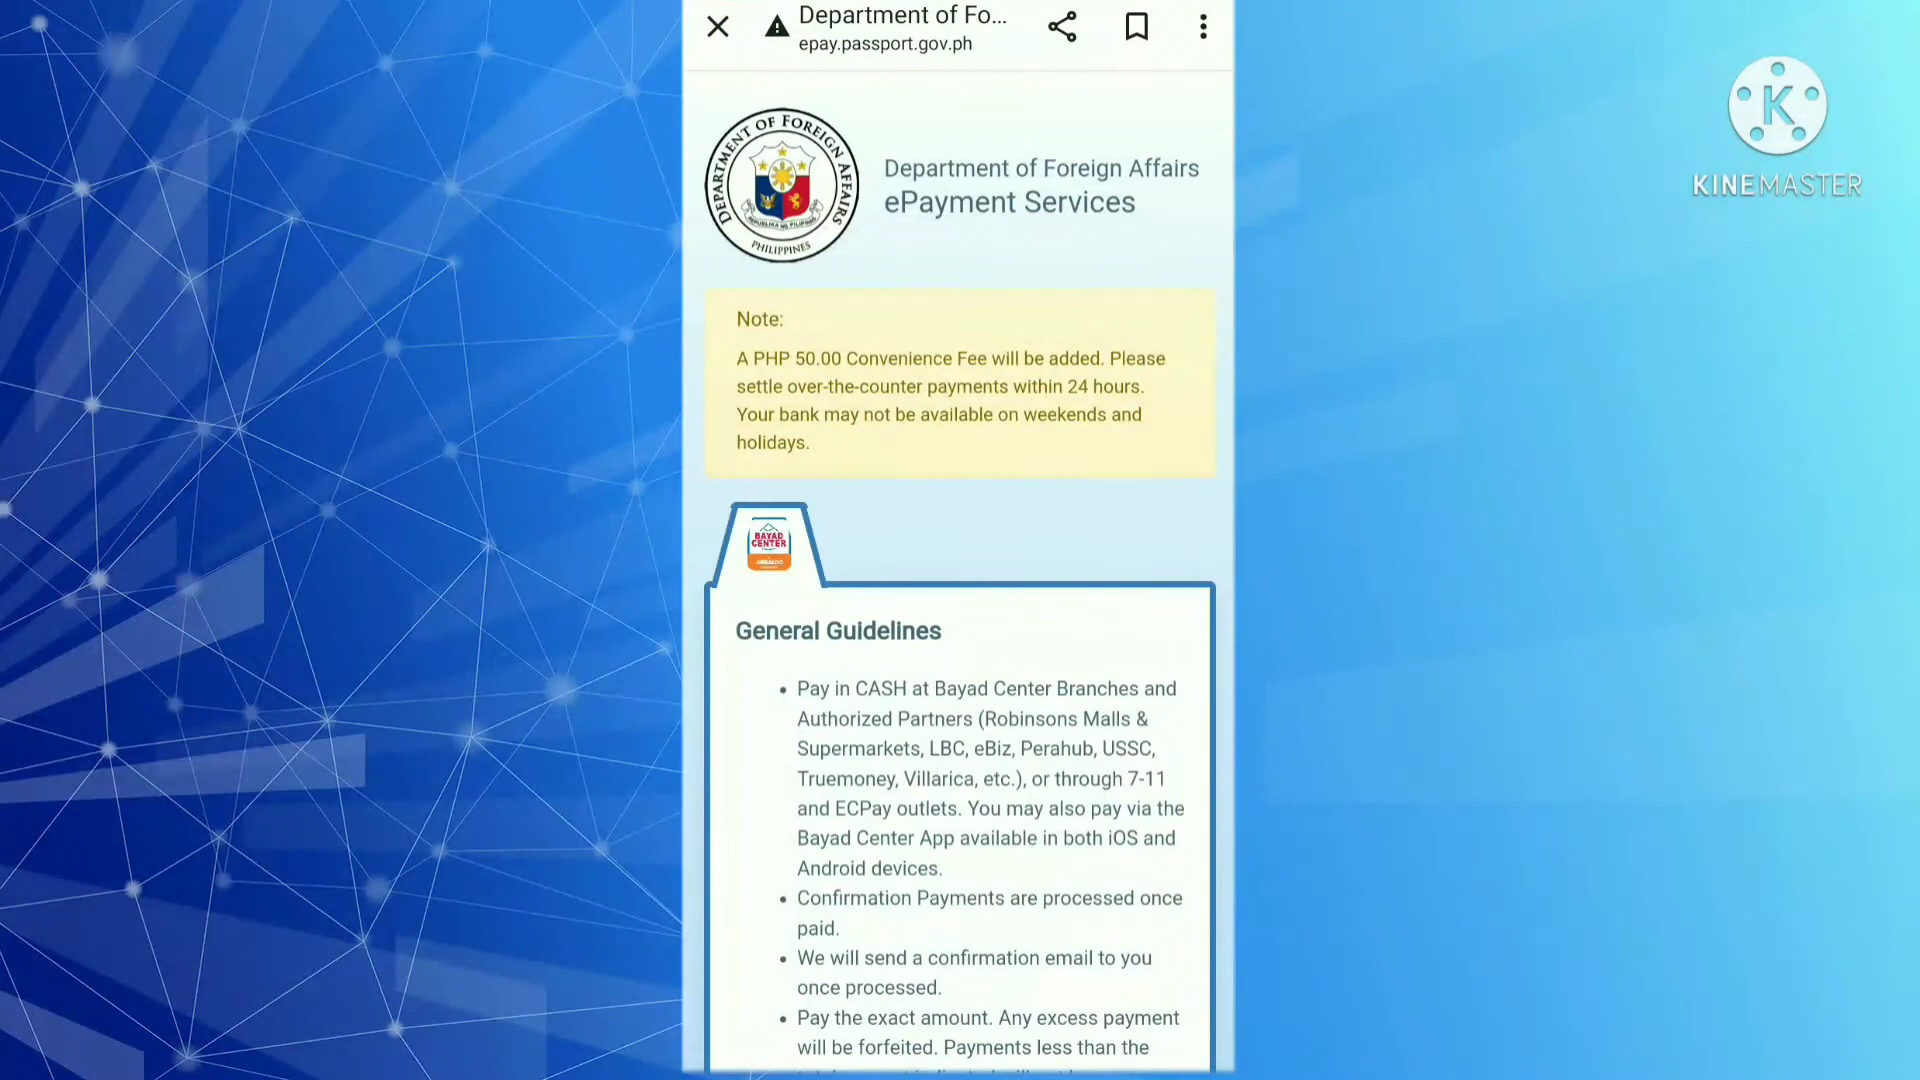 Department of Fo...
epay.passport.gov.ph
DEPARTMENT OF FOREIGN AFFAIRS
PHILIPPINES
Department of Foreign Affairs
ePayment Services
KINEMASTER
Note:
A PHP 50.00 Convenience Fee will be added. Please
settle over-the-counter payments within 24 hours.
Your bank may not be available on weekends and
holidays.
BAYAD
CENTER
General Guidelines
• Pay in CASH at Bayad Center Branches and
Authorized Partners (Robinsons Malls &
Supermarkets, LBC, eBiz, Perahub, USSC,
Truemoney, Villarica, etc.), or through 7-11
and ECPay outlets. You may also pay via the
Bayad Center App available in both iOS and
Android devices.
• Confirmation Payments are processed once
paid.
• We will send a confirmation email to you
once processed.
• Pay the exact amount. Any excess payment
will be forfeited. Payments less than the